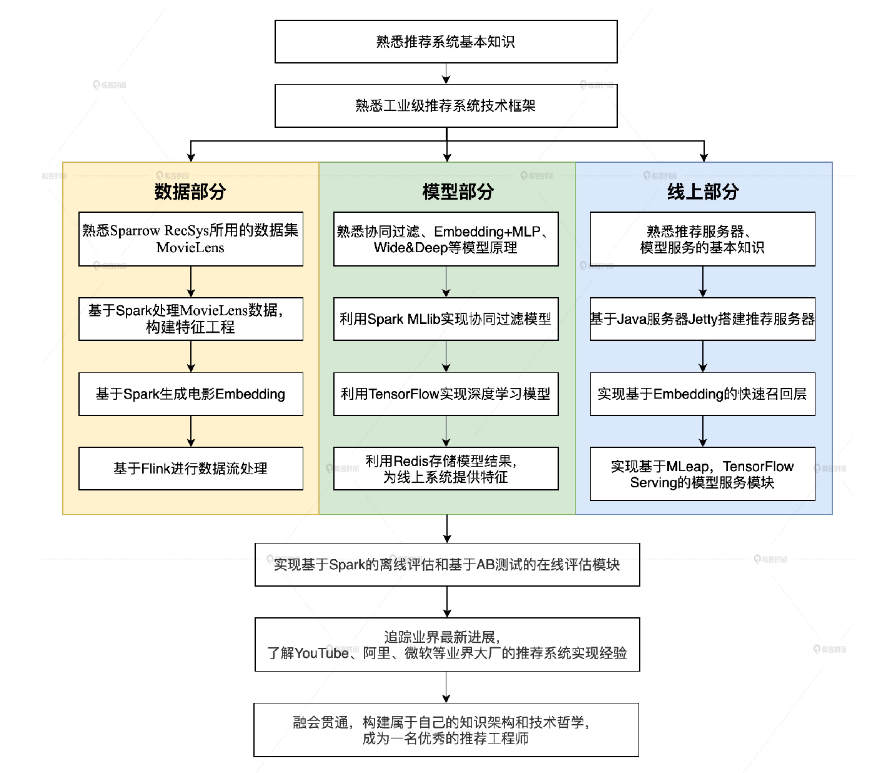 熟悉推荐系统基本知识
熟悉工业级推荐系统技术框架
数据部分
熟悉Sparrow RecSys所用的数据集
MovieLens
基于Spark处理MovieLens数据，
构建特征工程
基于Spark生成电影Embedding
基于Flink进行数据流处理
模型部分
熟悉协同过滤、Embedding+MLP、
Wide&Deep等模型原理
利用Spark MLlib实现协同过滤模型
利用TensorFlow实现深度学习模型
利用Redis存储模型结果，
为线上系统提供特征
线上部分
熟悉推荐服务器、
模型服务的基本知识
基于Java服务器Jetty搭建推荐服务器
实现基于Embedding的快速召回层
实现基于MLeap，TensorFlow
Serving的模型服务模块
实现基于Spark的离线评估和基于AB测试的在线评估模块
追踪业界最新进展，
了解YouTube、阿里、微软等业界大厂的推荐系统实现经验
融会贯通，构建属于自己的知识架构和技术哲学，
成为一名优秀的推荐工程师